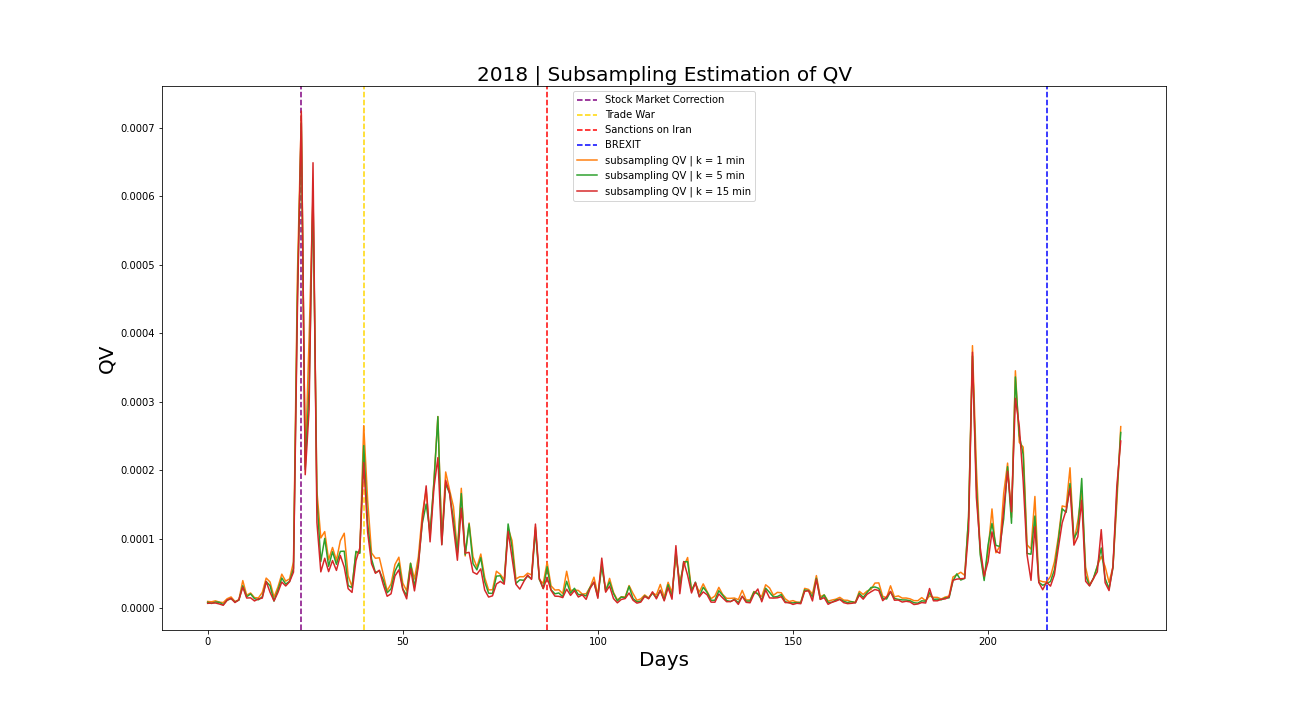 2018 | Subsampling Estimation of QV
Stock Market Correction
Trade War
Sanctions on Iran
BREXIT
subsampling QV | k = 1 min
subsampling QV | k = 5 min
subsampling QV | k = 15 min
0.0007
0.0006
0.0005
0.0004
0.0003
0.0002
0.0001
0.0000
QV
0 50 100 150 200
Days